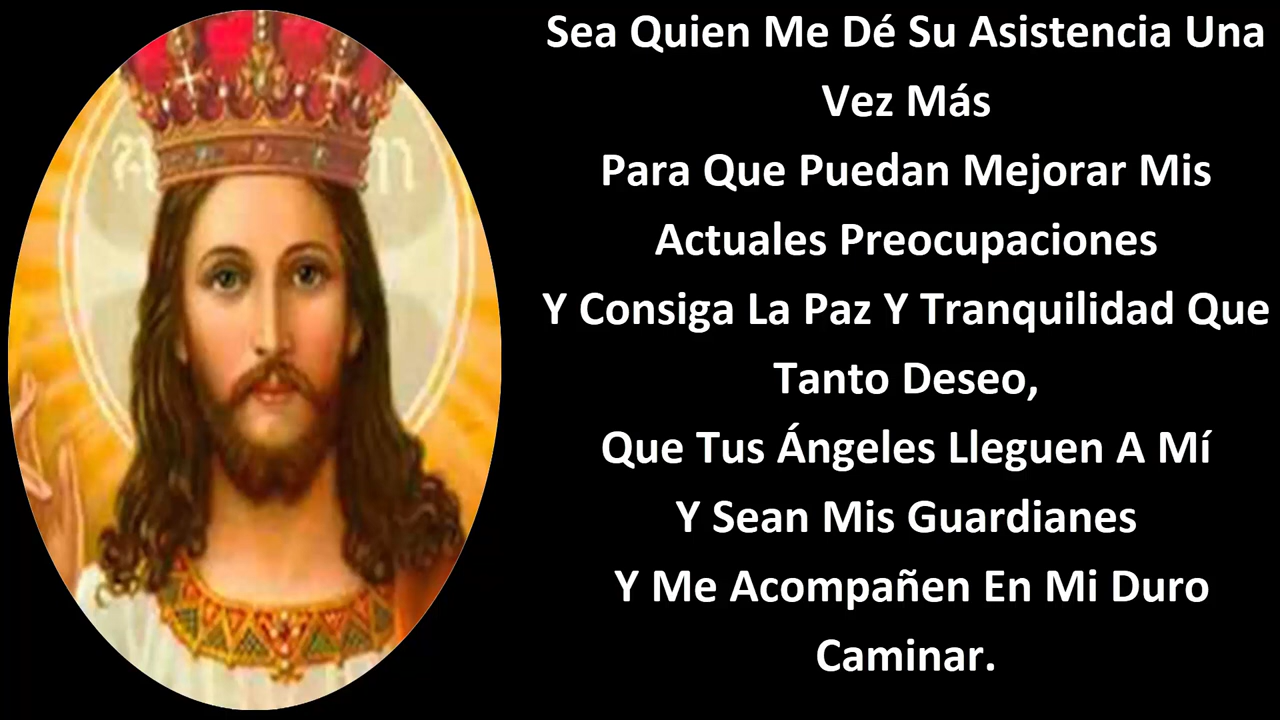 Sea Quien Me Dé Su Asistencia Una
Vez Más
Para Que Puedan Mejorar Mis
Actuales Preocupaciones
Y Consiga La Paz Y Tranquilidad Que
Tanto Deseo,
Que Tus Ángeles Lleguen A Mí
Y Sean Mis Guardianes
Y Me Acompañen En Mi Duro
Caminar.